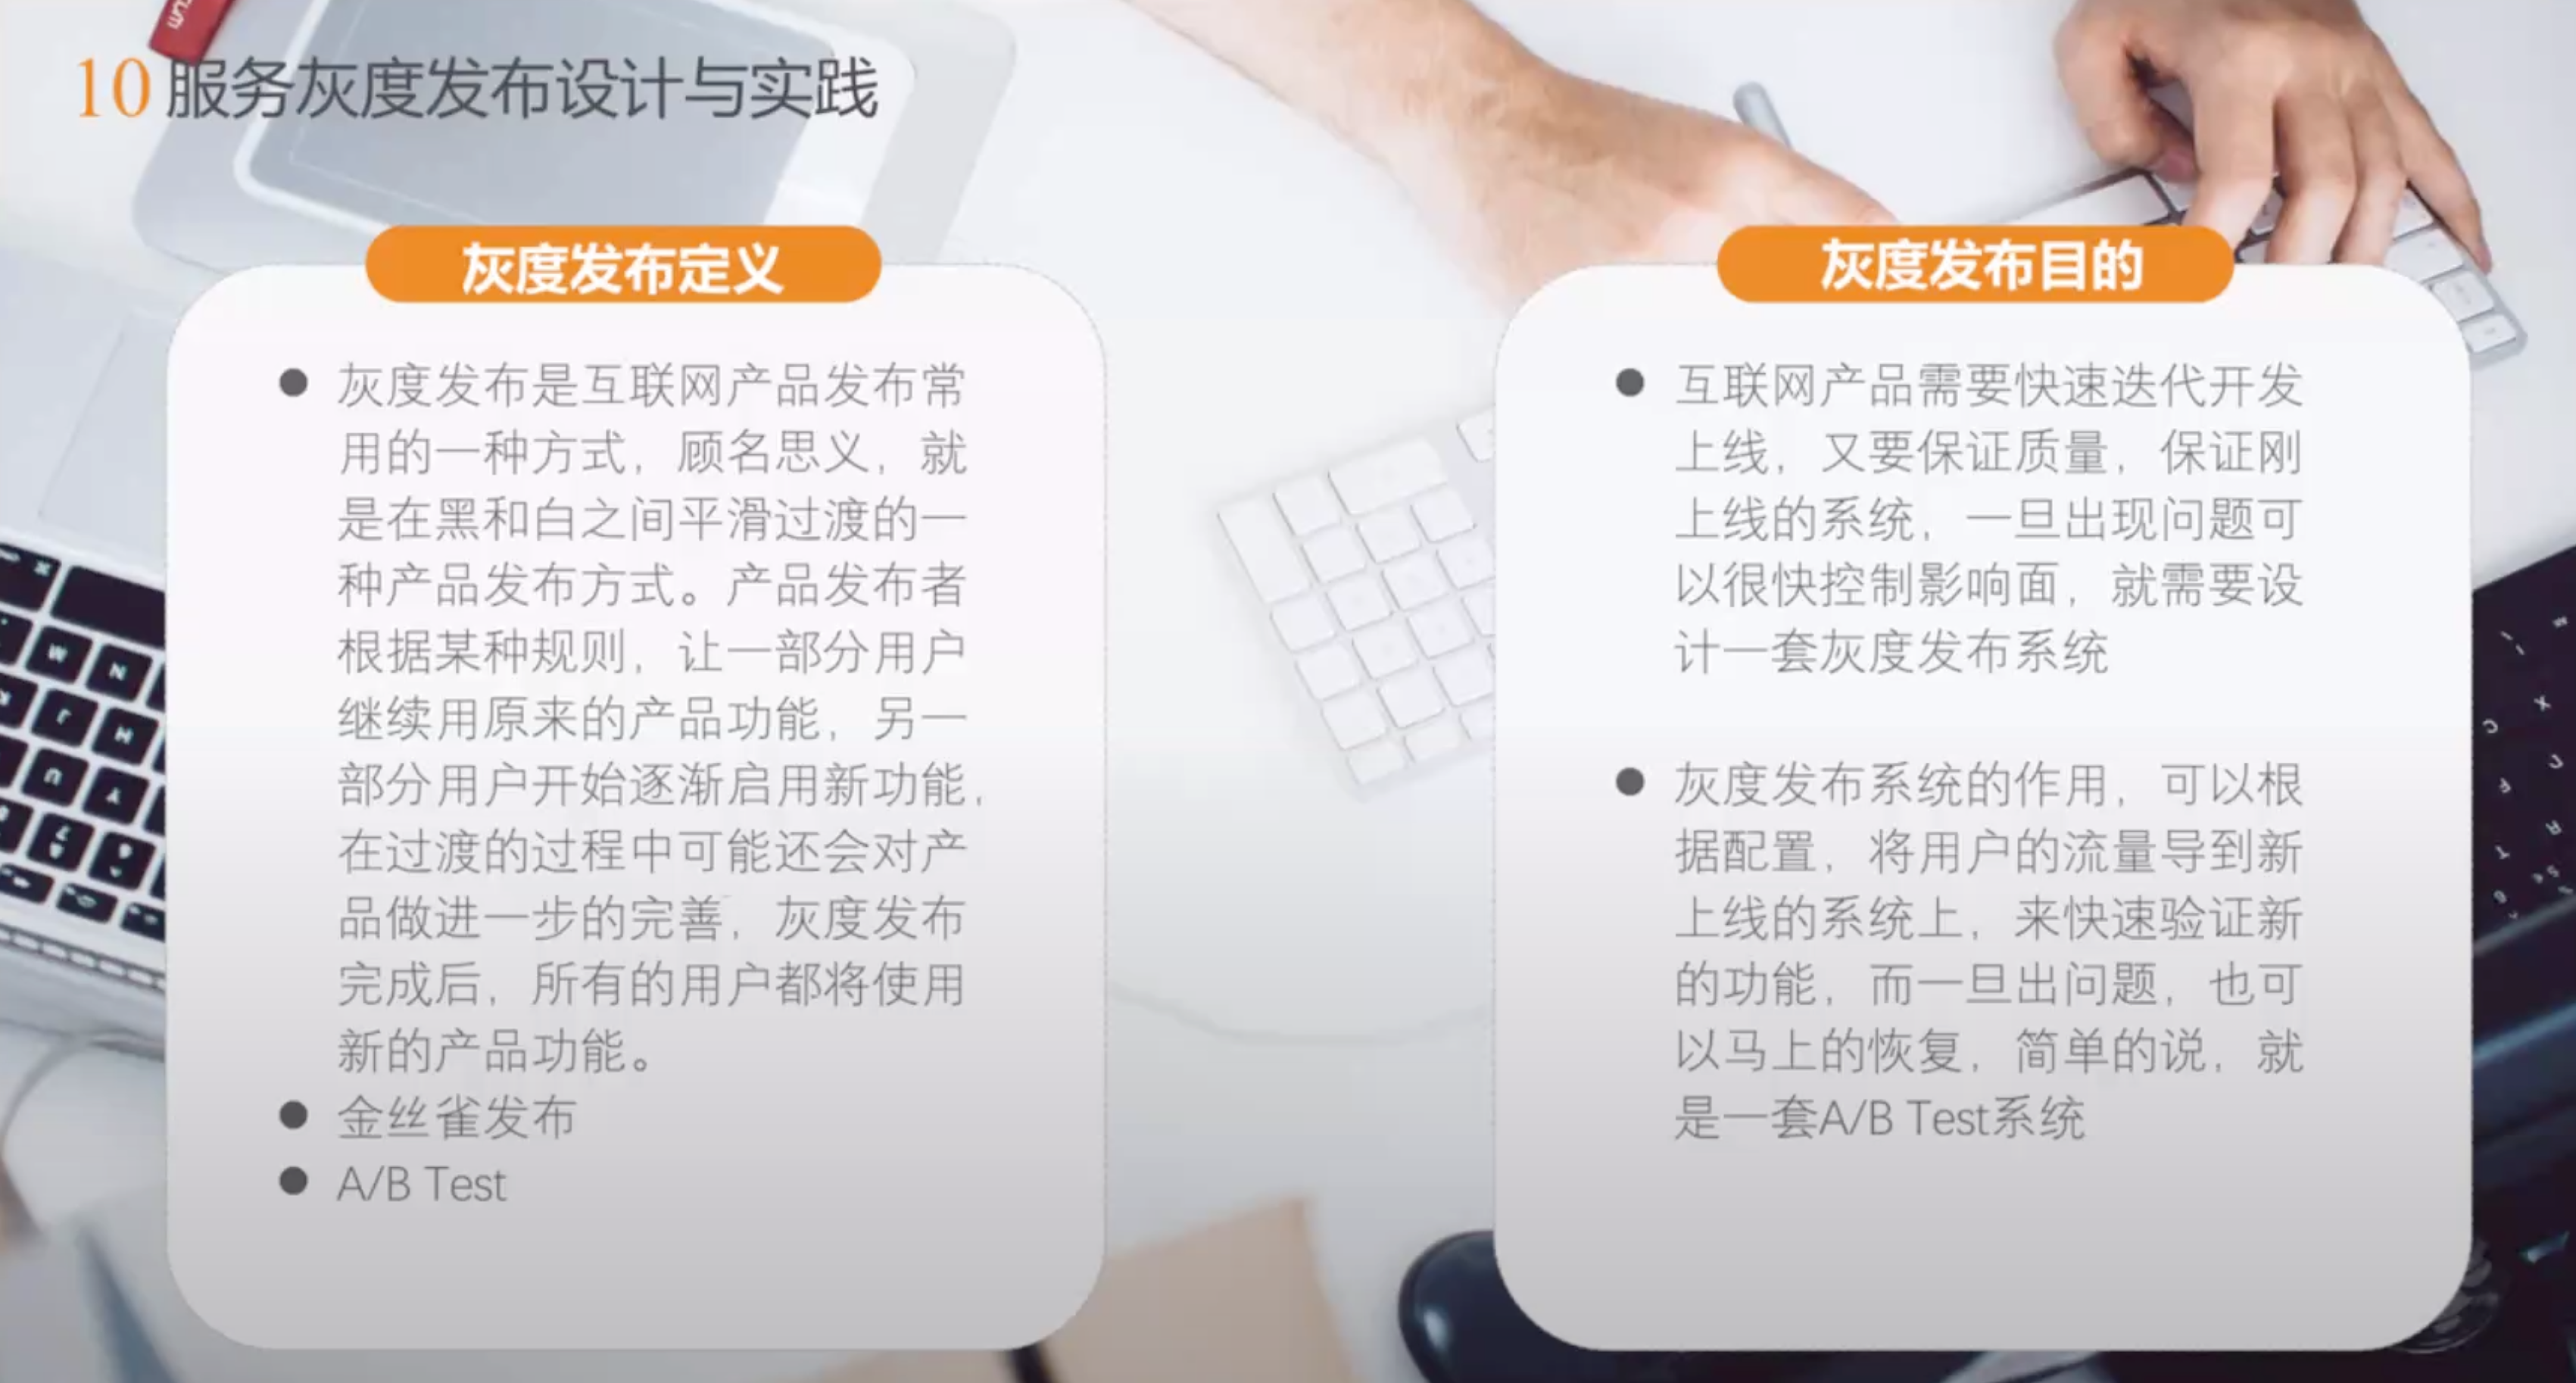 10 服务灰度发布设计与实践
灰度发布定义
灰度发布是互联网产品发布常
用的一种方式，顾名思义，就
是在黑和白之间平滑过渡的一
种产品发布方式。产品发布者
根据某种规则，让一部分用户
继续用原来的产品功能，另一
部分用户开始逐渐启用新功能，
在过渡的过程中可能还会对产
品做进一步的完善，灰度发布
完成后，所有的用户都将使用
新的产品功能。
金丝雀发布
A/B Test
灰度发布目的
互联网产品需要快速迭代开发
上线，又要保证质量，保证刚
上线的系统，一旦出现问题可
以很快控制影响面，就需要设
计一套灰度发布系统
灰度发布系统的作用，可以根
据配置，将用户的流量导到新
上线的系统上，来快速验证新
的功能，而一旦出问题，也可
以马上的恢复，简单的说，就
是一套A/B Test系统